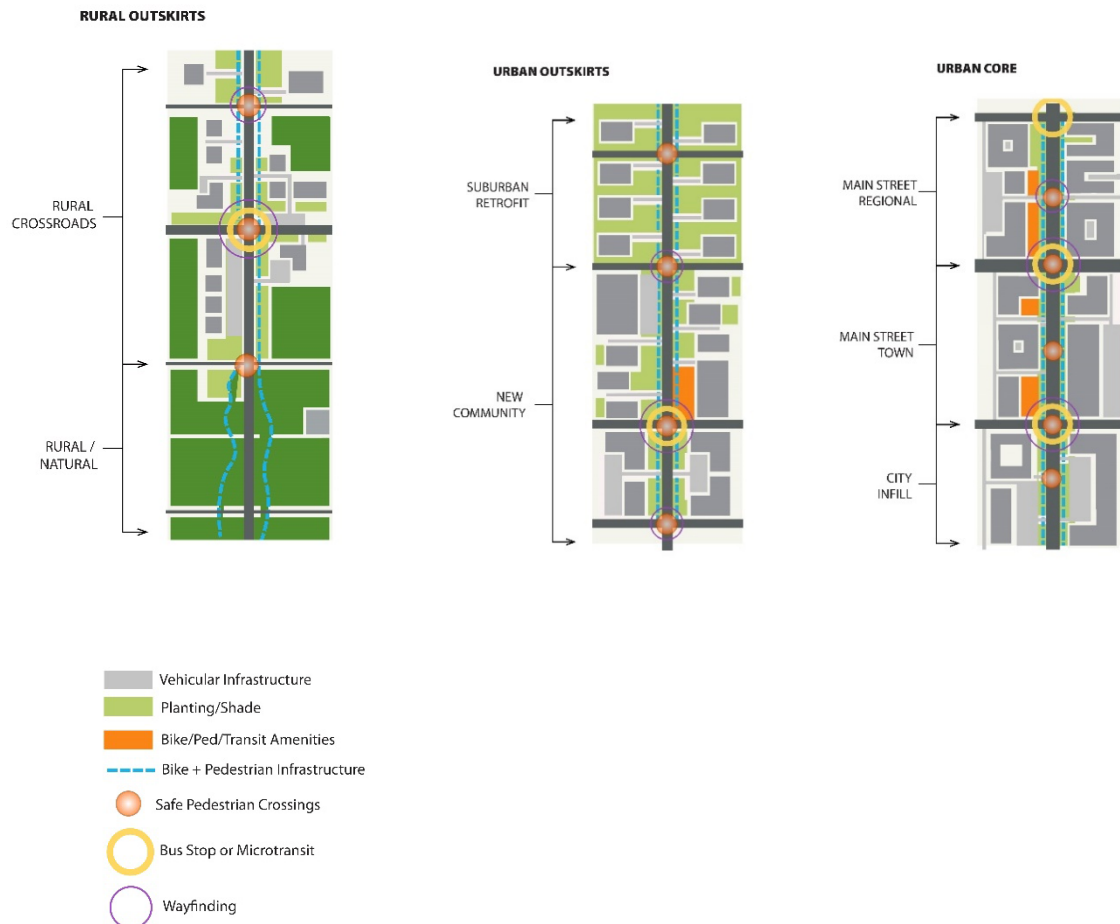 RURAL OUTSKIRTS
RURAL
CROSSROADS
RURAL /
NATURAL
URBAN OUTSKIRTS
SUBURBAN
RETROFIT
NEW
COMMUNITY
URBAN CORE
MAIN STREET
REGIONAL
MAIN STREET
TOWN
CITY
INFILL
Vehicular Infrastructure
Planting/Shade
Bike/Ped/Transit Amenities
Bike + Pedestrian Infrastructure
Safe Pedestrian Crossings
Bus Stop or Microtransit
Wayfinding